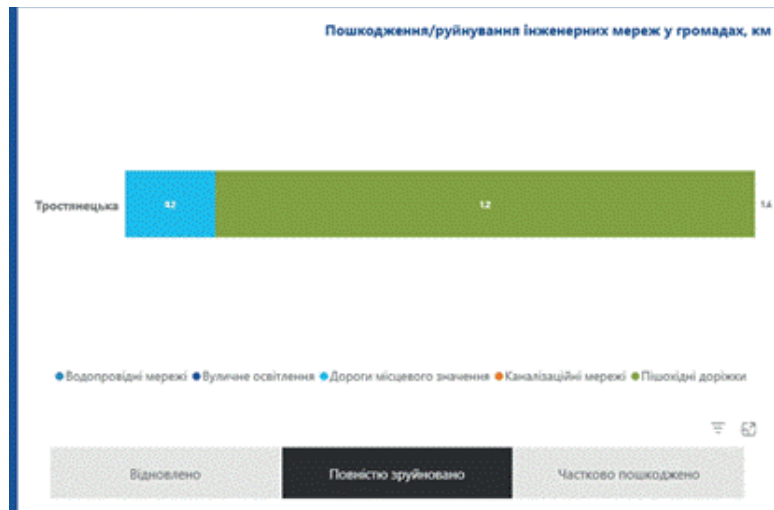 Пошкодження/руйнування інженерних мереж у громадах, км
Тростянецька 0.2 1.2 1.4
Водопровідні мережі Вуличне освітлення Дороги місцевого значення Каналізаційні мережі Пішохідні доріжки
Відновлено Повністю зруйновано Частково пошкоджено